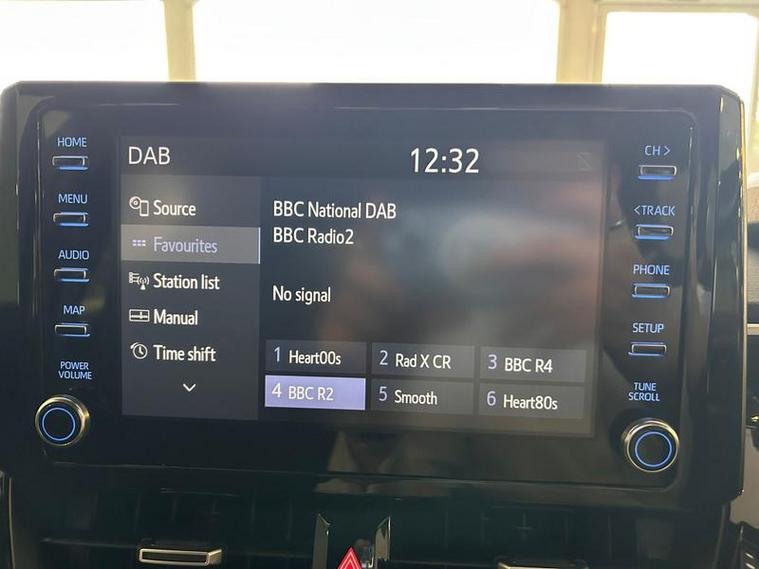 HOME
MENU
AUDIO
MAP
POWER
VOLUME
DAB
12:32
Source
Favourites
Station list
Manual
Time shift
BBC National DAB
BBC Radio2
No signal
1 Heart00s
2 Rad X CR
3 BBC R4
4 BBC R2
5 Smooth
6 Heart80s
CH >
< TRACK
PHONE
SETUP
TUNE
SCROLL